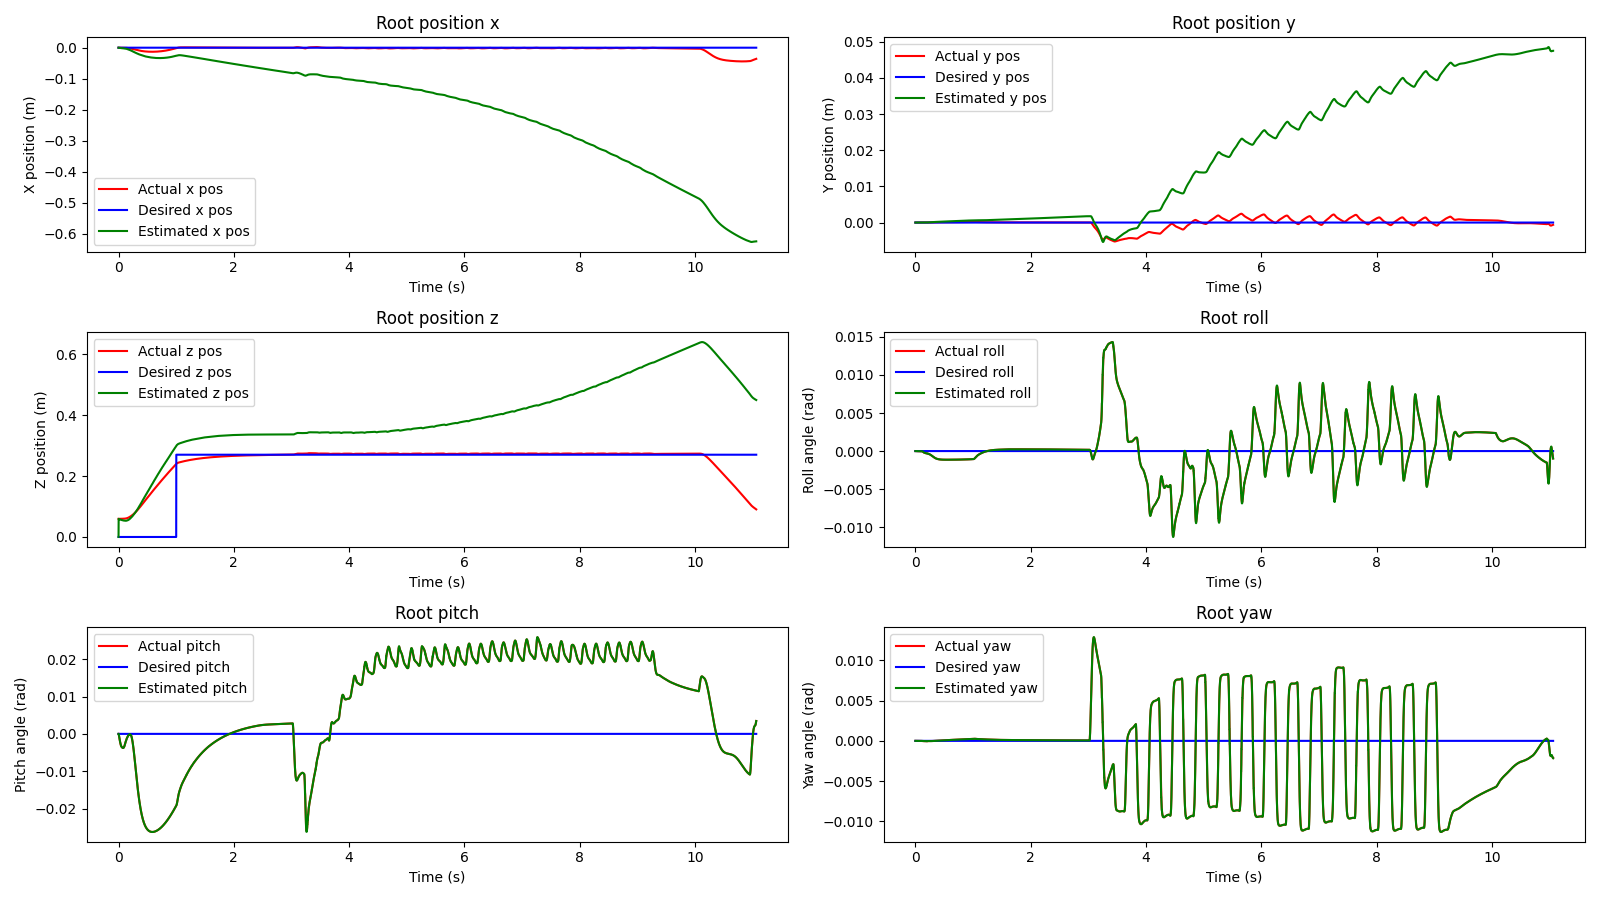 Root position x
X position (m)
0.0
−0.1
−0.2
−0.3
−0.4
−0.5
−0.6
Actual x pos
Desired x pos
Estimated x pos
0 2 4 6 8 10
Time (s)
Root position y
Y position (m)
0.05
0.04
0.03
0.02
0.01
0.00
Actual y pos
Desired y pos
Estimated y pos
0 2 4 6 8 10
Time (s)
Root position z
Z position (m)
0.6
0.4
0.2
0.0
Actual z pos
Desired z pos
Estimated z pos
0 2 4 6 8 10
Time (s)
Root roll
Roll angle (rad)
0.015
0.010
0.005
0.000
−0.005
−0.010
Actual roll
Desired roll
Estimated roll
0 2 4 6 8 10
Time (s)
Root pitch
Pitch angle (rad)
0.02
0.01
0.00
−0.01
−0.02
Actual pitch
Desired pitch
Estimated pitch
0 2 4 6 8 10
Time (s)
Root yaw
Yaw angle (rad)
0.010
0.005
0.000
−0.005
−0.010
Actual yaw
Desired yaw
Estimated yaw
0 2 4 6 8 10
Time (s)